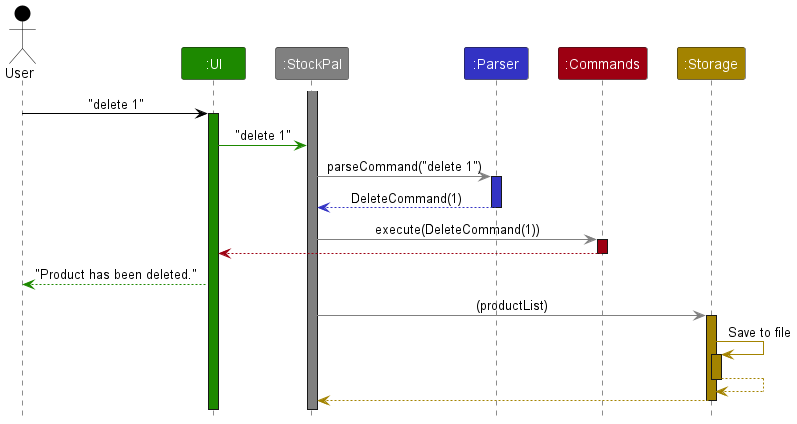 User
:UI
:StockPal
:Parser
:Commands
:Storage
"delete 1"
"delete 1"
parseCommand("delete 1")
DeleteCommand(1)
execute(DeleteCommand(1))
"Product has been deleted."
(productList)
Save to file